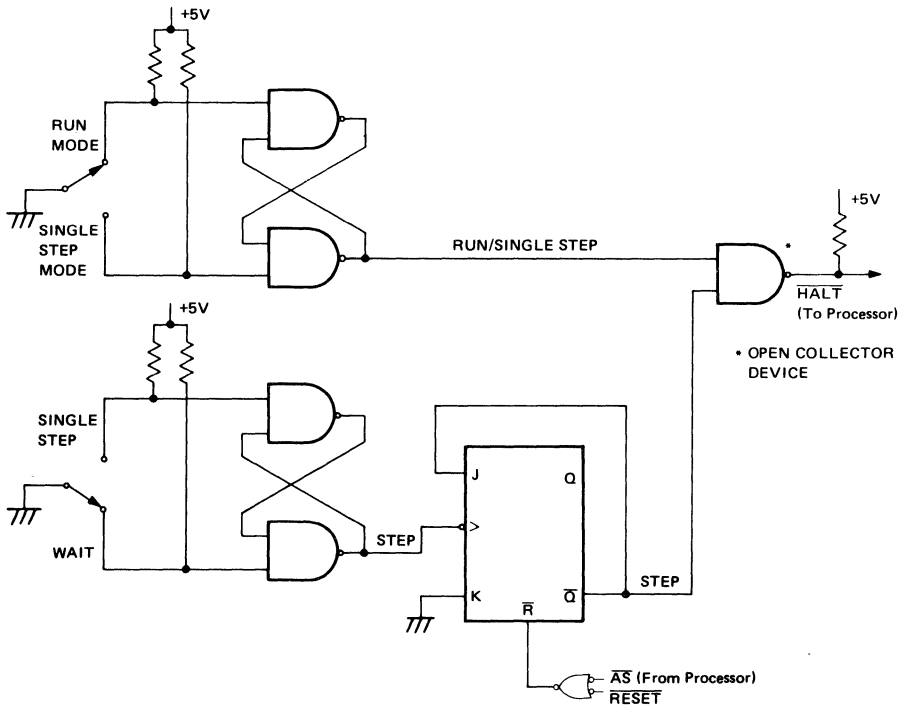 +5V
RUN
MODE
SINGLE
STEP
MODE
RUN/SINGLE STEP
+5V
*
HALT
(To Processor)
* OPEN COLLECTOR
DEVICE
+5V
SINGLE
STEP
WAIT
STEP
J
Q
>
K
R
Q
STEP
AS (From Processor)
RESET